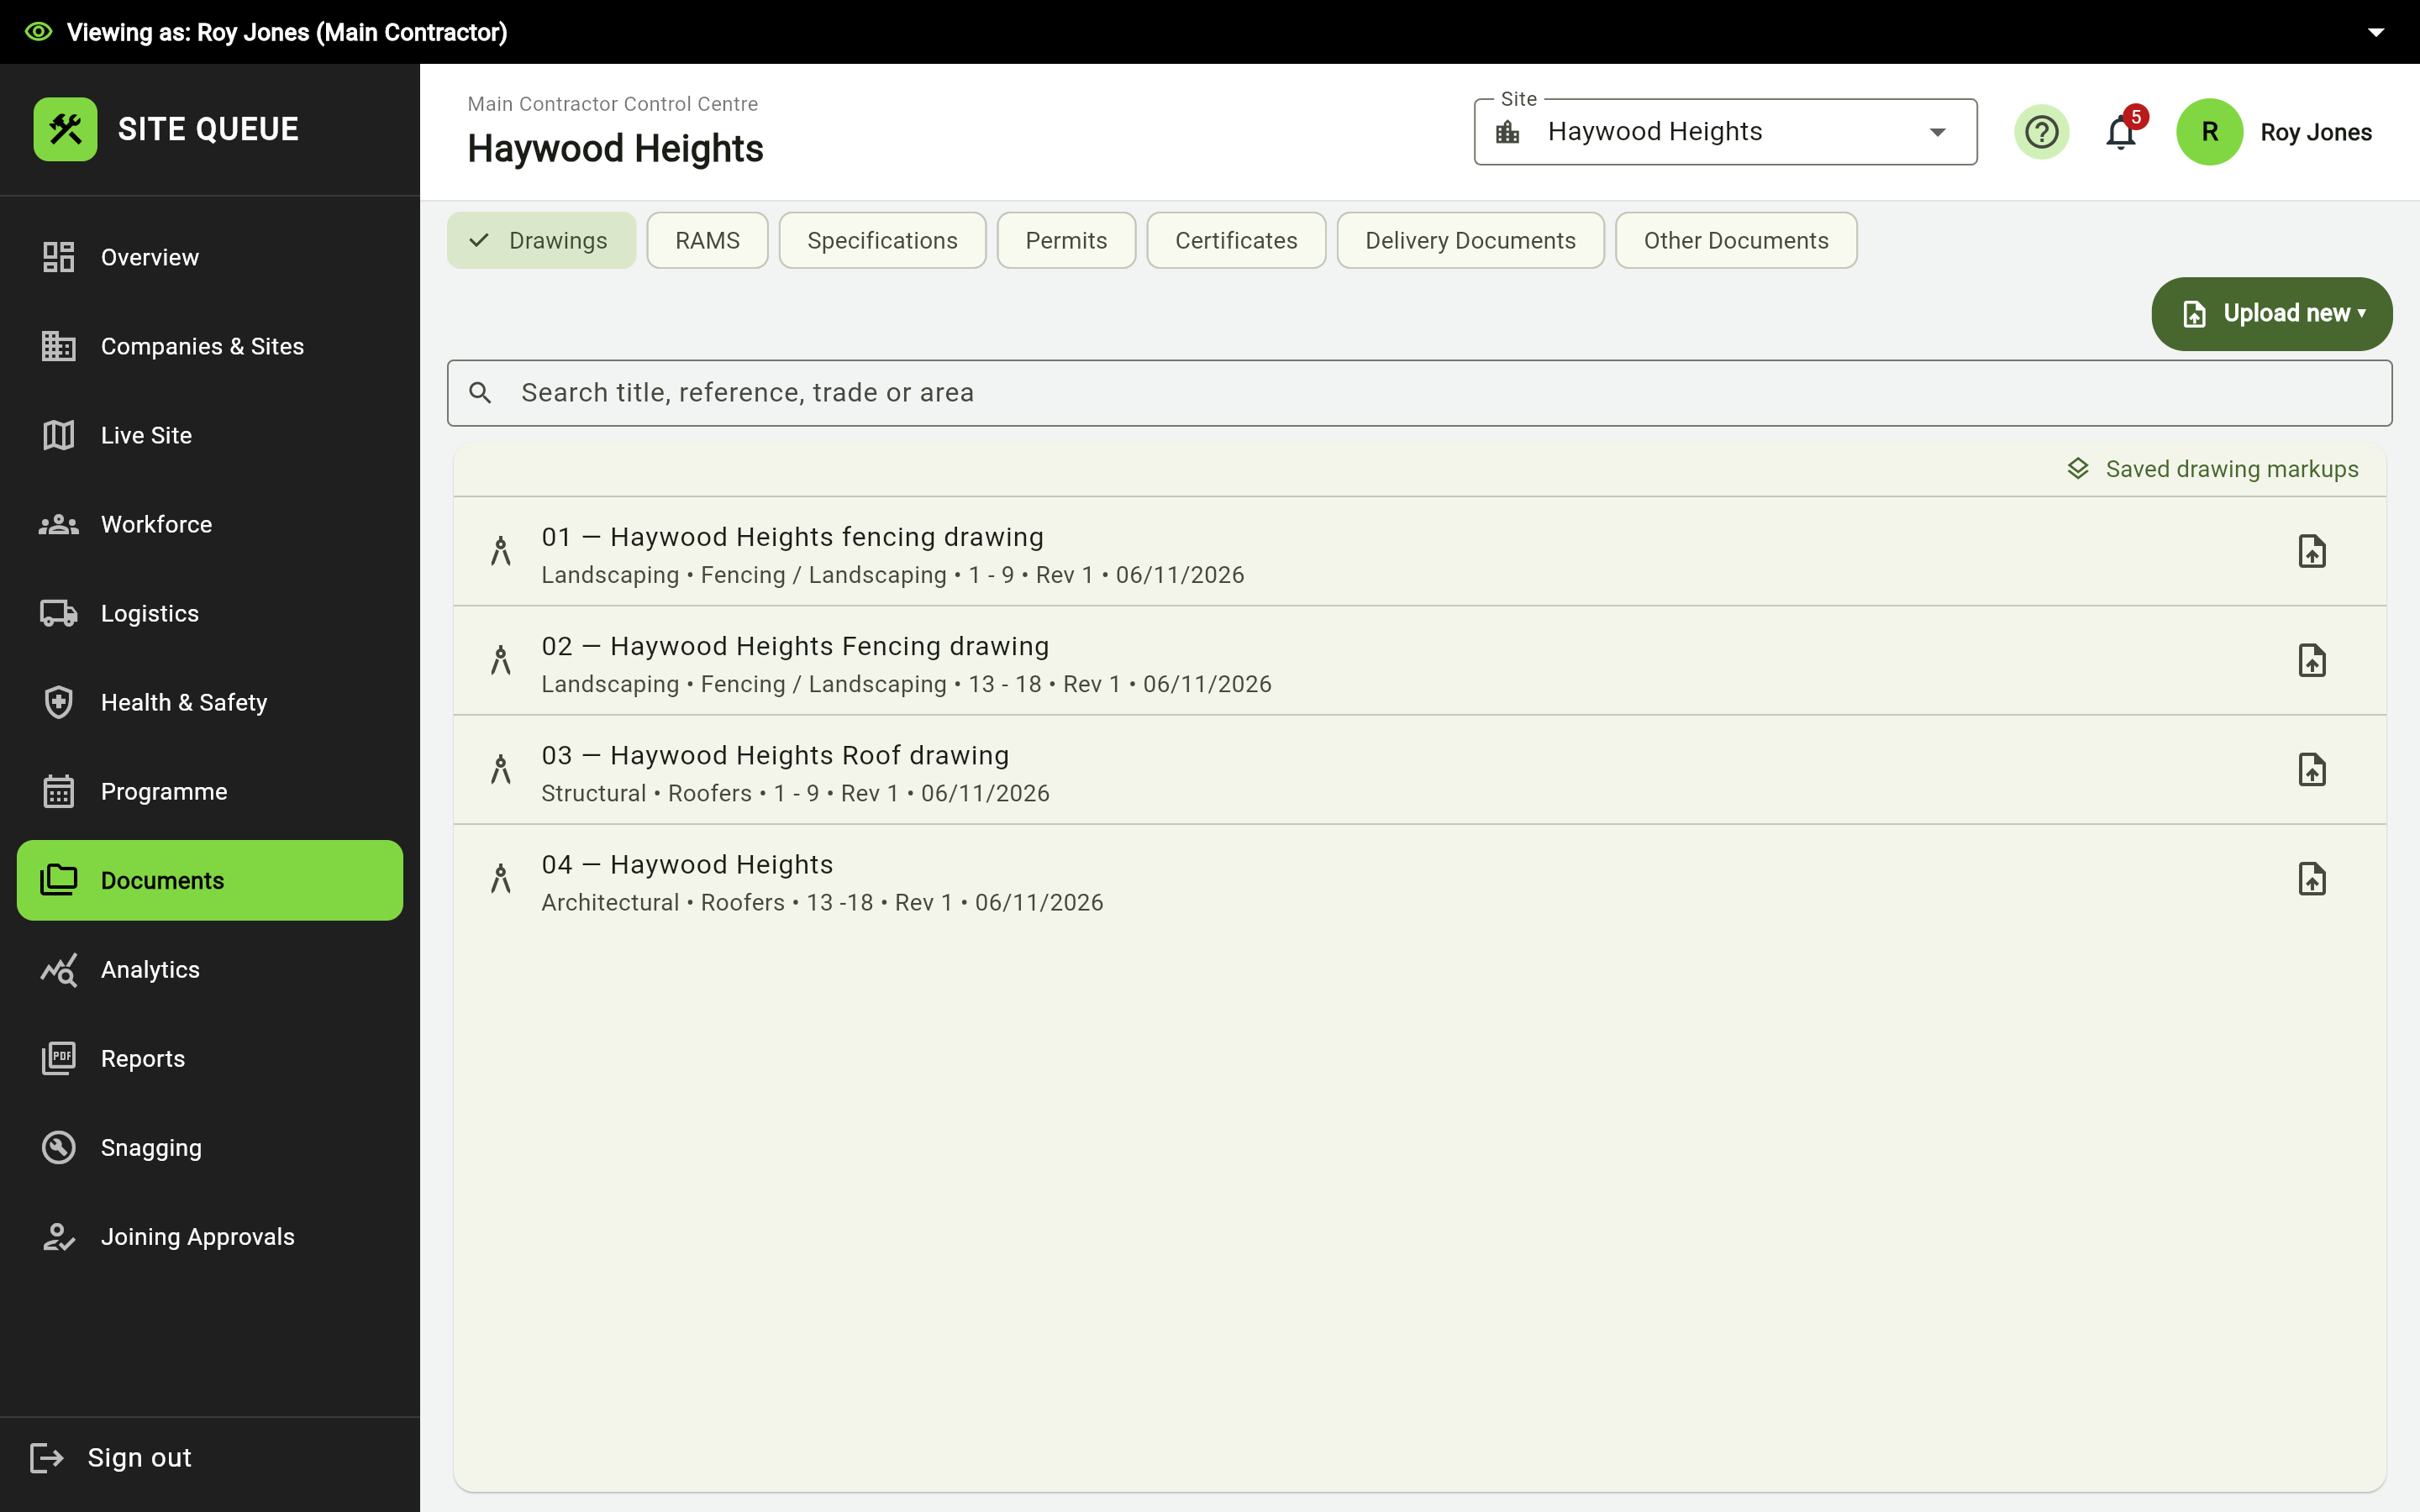 Viewing as: Roy Jones (Main Contractor)
SITE QUEUE
Overview
Companies & Sites
Live Site
Workforce
Logistics
Health & Safety
Programme
Documents
Analytics
Reports
Snagging
Joining Approvals
Sign out
Main Contractor Control Centre
Haywood Heights
Site
Haywood Heights
5
R
Roy Jones
Drawings
RAMS
Specifications
Permits
Certificates
Delivery Documents
Other Documents
Upload new ▾
Search title, reference, trade or area
Saved drawing markups
01 — Haywood Heights fencing drawing
Landscaping • Fencing / Landscaping • 1 - 9 • Rev 1 • 06/11/2026
02 — Haywood Heights Fencing drawing
Landscaping • Fencing / Landscaping • 13 - 18 • Rev 1 • 06/11/2026
03 — Haywood Heights Roof drawing
Structural • Roofers • 1 - 9 • Rev 1 • 06/11/2026
04 — Haywood Heights
Architectural • Roofers • 13 -18 • Rev 1 • 06/11/2026
PDF